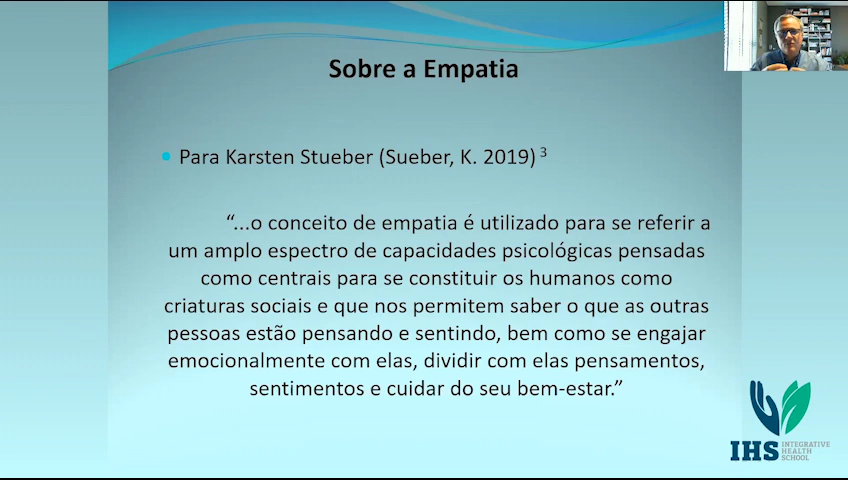 Sobre a Empatia
Para Karsten Stueber (Sueber, K. 2019) 3
“...o conceito de empatia é utilizado para se referir a
um amplo espectro de capacidades psicológicas pensadas
como centrais para se constituir os humanos como
criaturas sociais e que nos permitem saber o que as outras
pessoas estão pensando e sentindo, bem como se engajar
emocionalmente com elas, dividir com elas pensamentos,
sentimentos e cuidar do seu bem-estar.”
IHS
INTEGRATIVE
HEALTH
SCHOOL